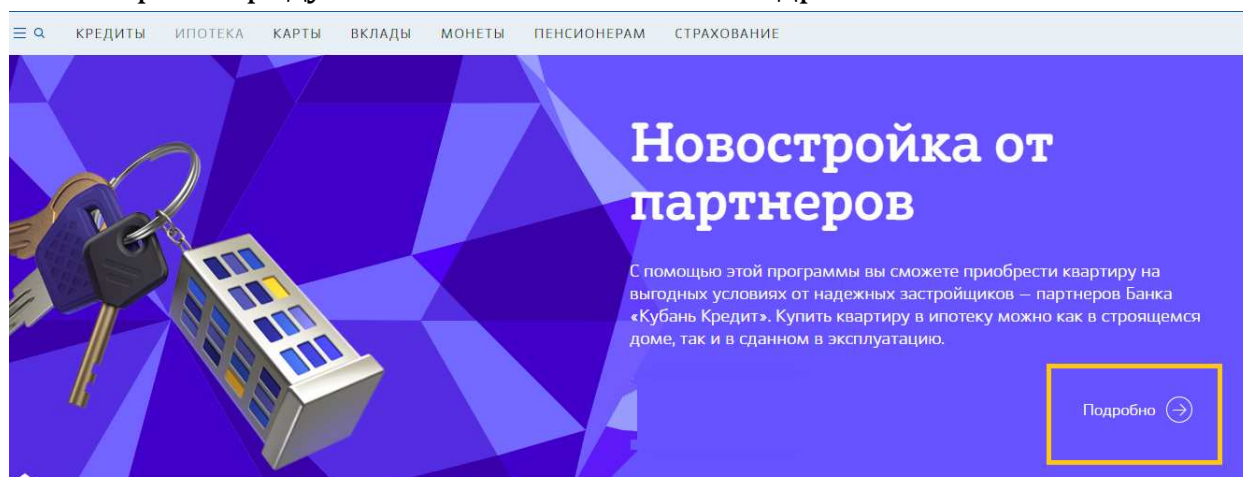 КРЕДИТЫ ИПОТЕКА КАРТЫ ВКЛАДЫ МОНЕТЫ ПЕНСИОНЕРАМ СТРАХОВАНИЕ
Новостройка от
партнеров
С помощью этой программы вы сможете приобрести квартиру на
выгодных условиях от надежных застройщиков – партнеров Банка
«Кубань Кредит». Купить квартиру в ипотеку можно как в строящемся
доме, так и в сданном в эксплуатацию.
Подробно